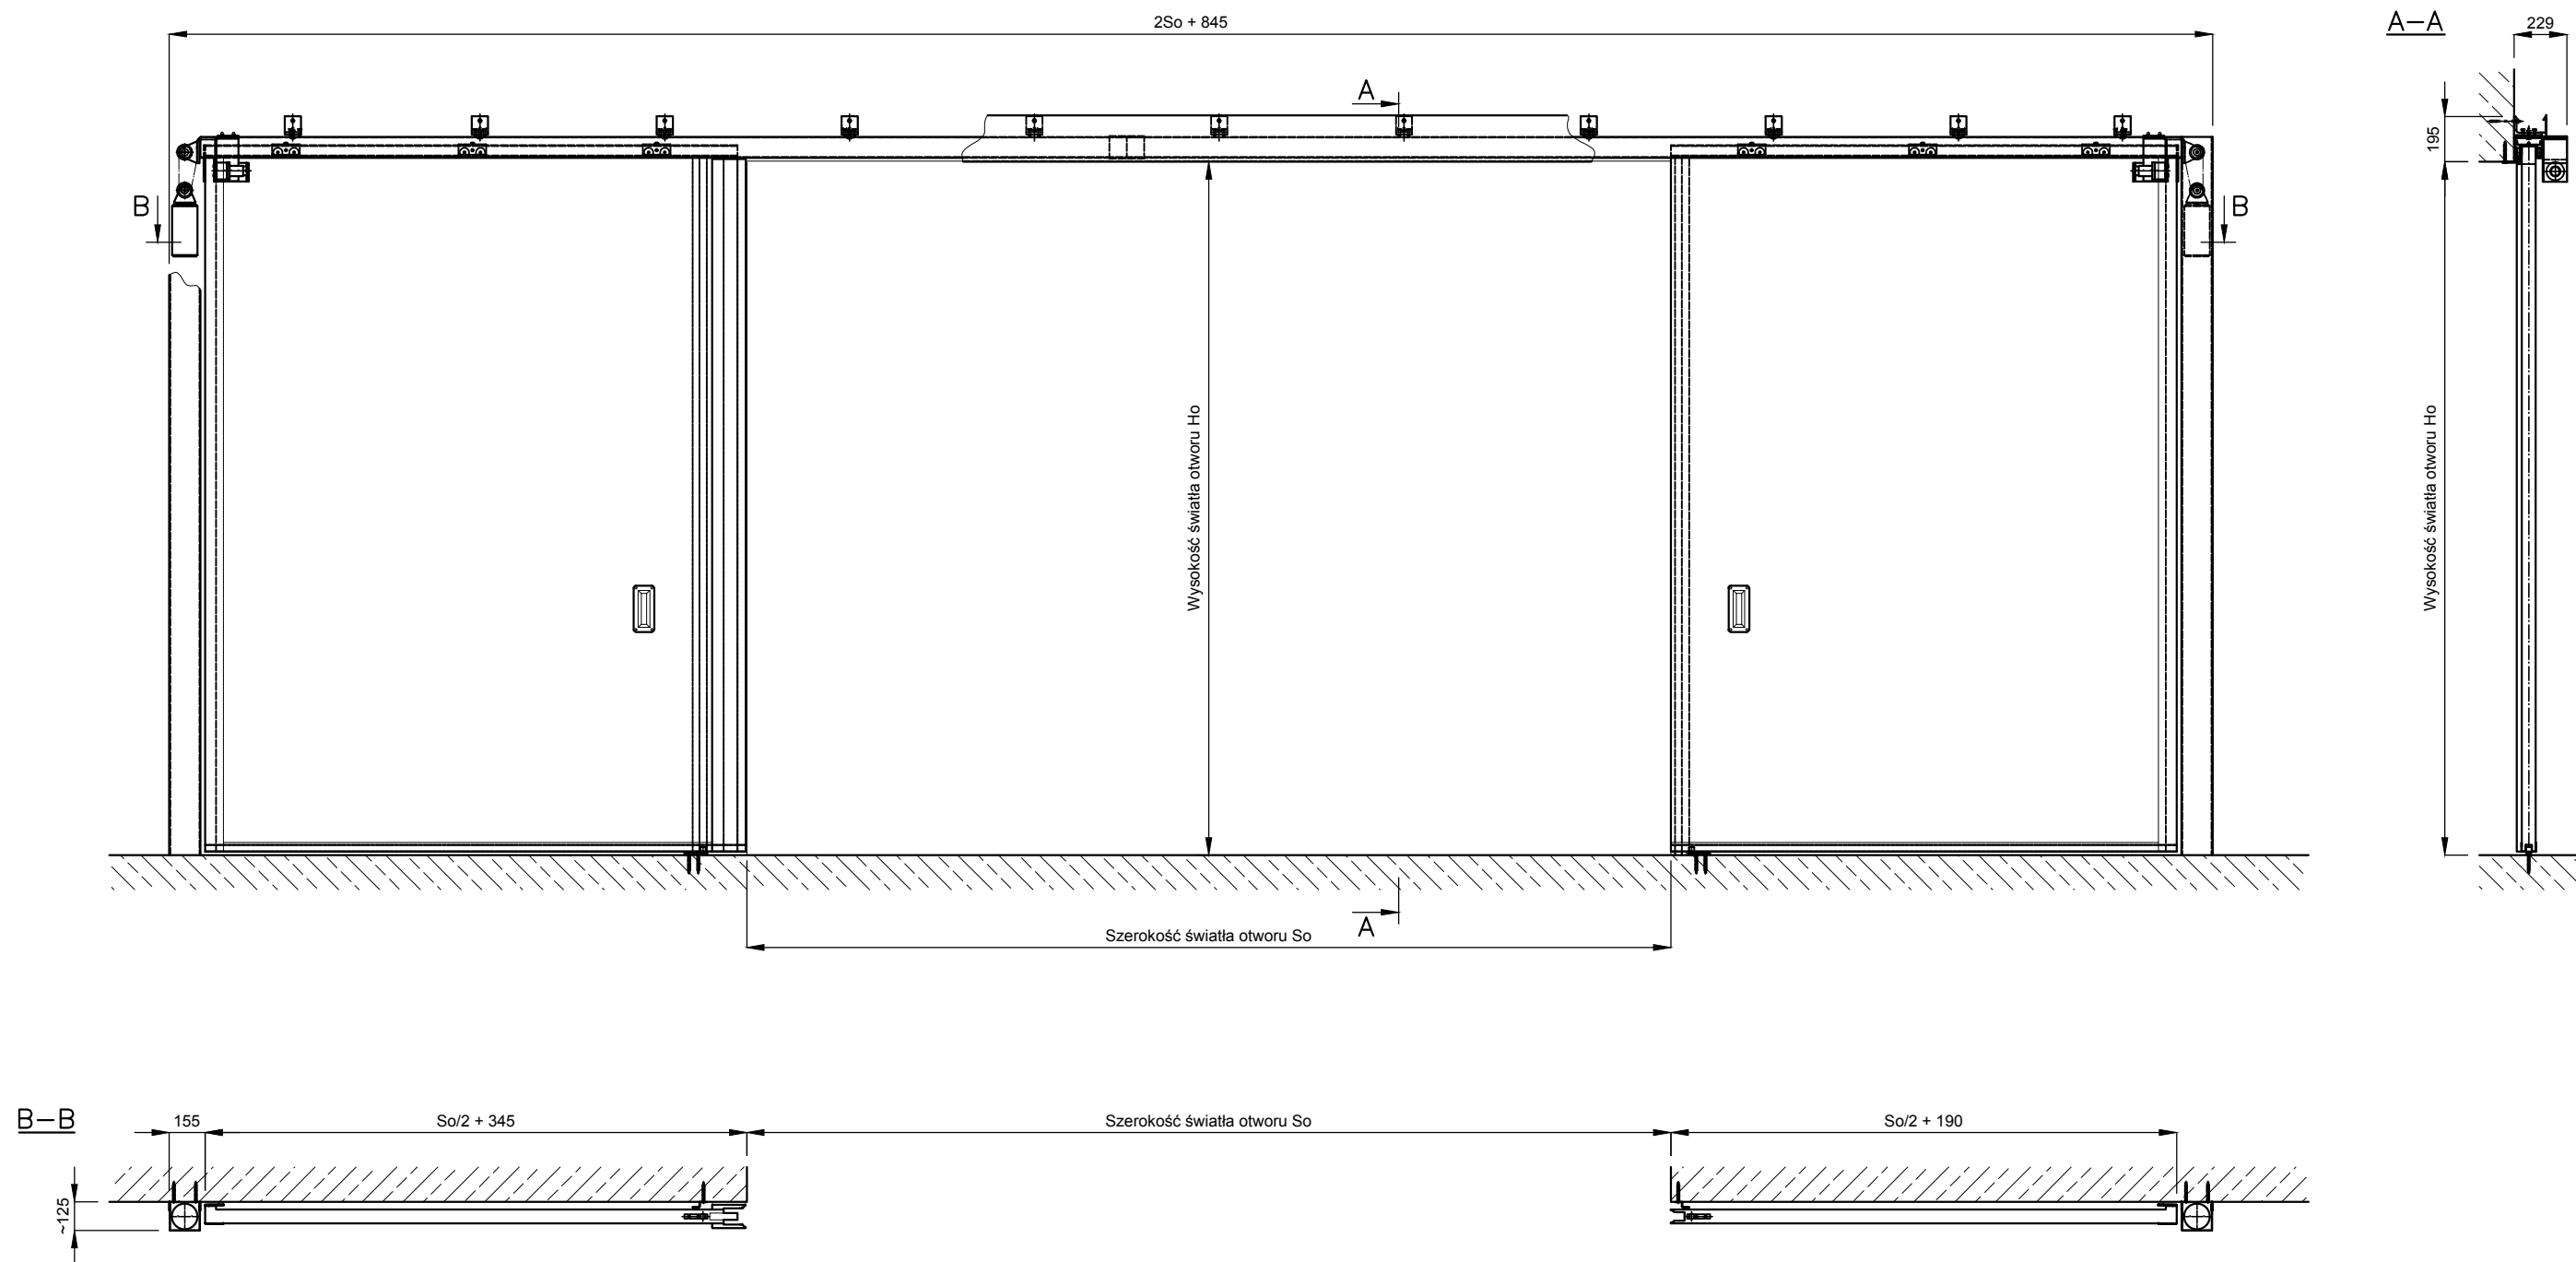 2So + 845
A-A
229
A
195
B
B
Wysokość światła otworu Ho
Wysokość światła otworu Ho
A
Szerokość światła otworu So
B-B
155
So/2 + 345
Szerokość światła otworu So
So/2 + 190
~125